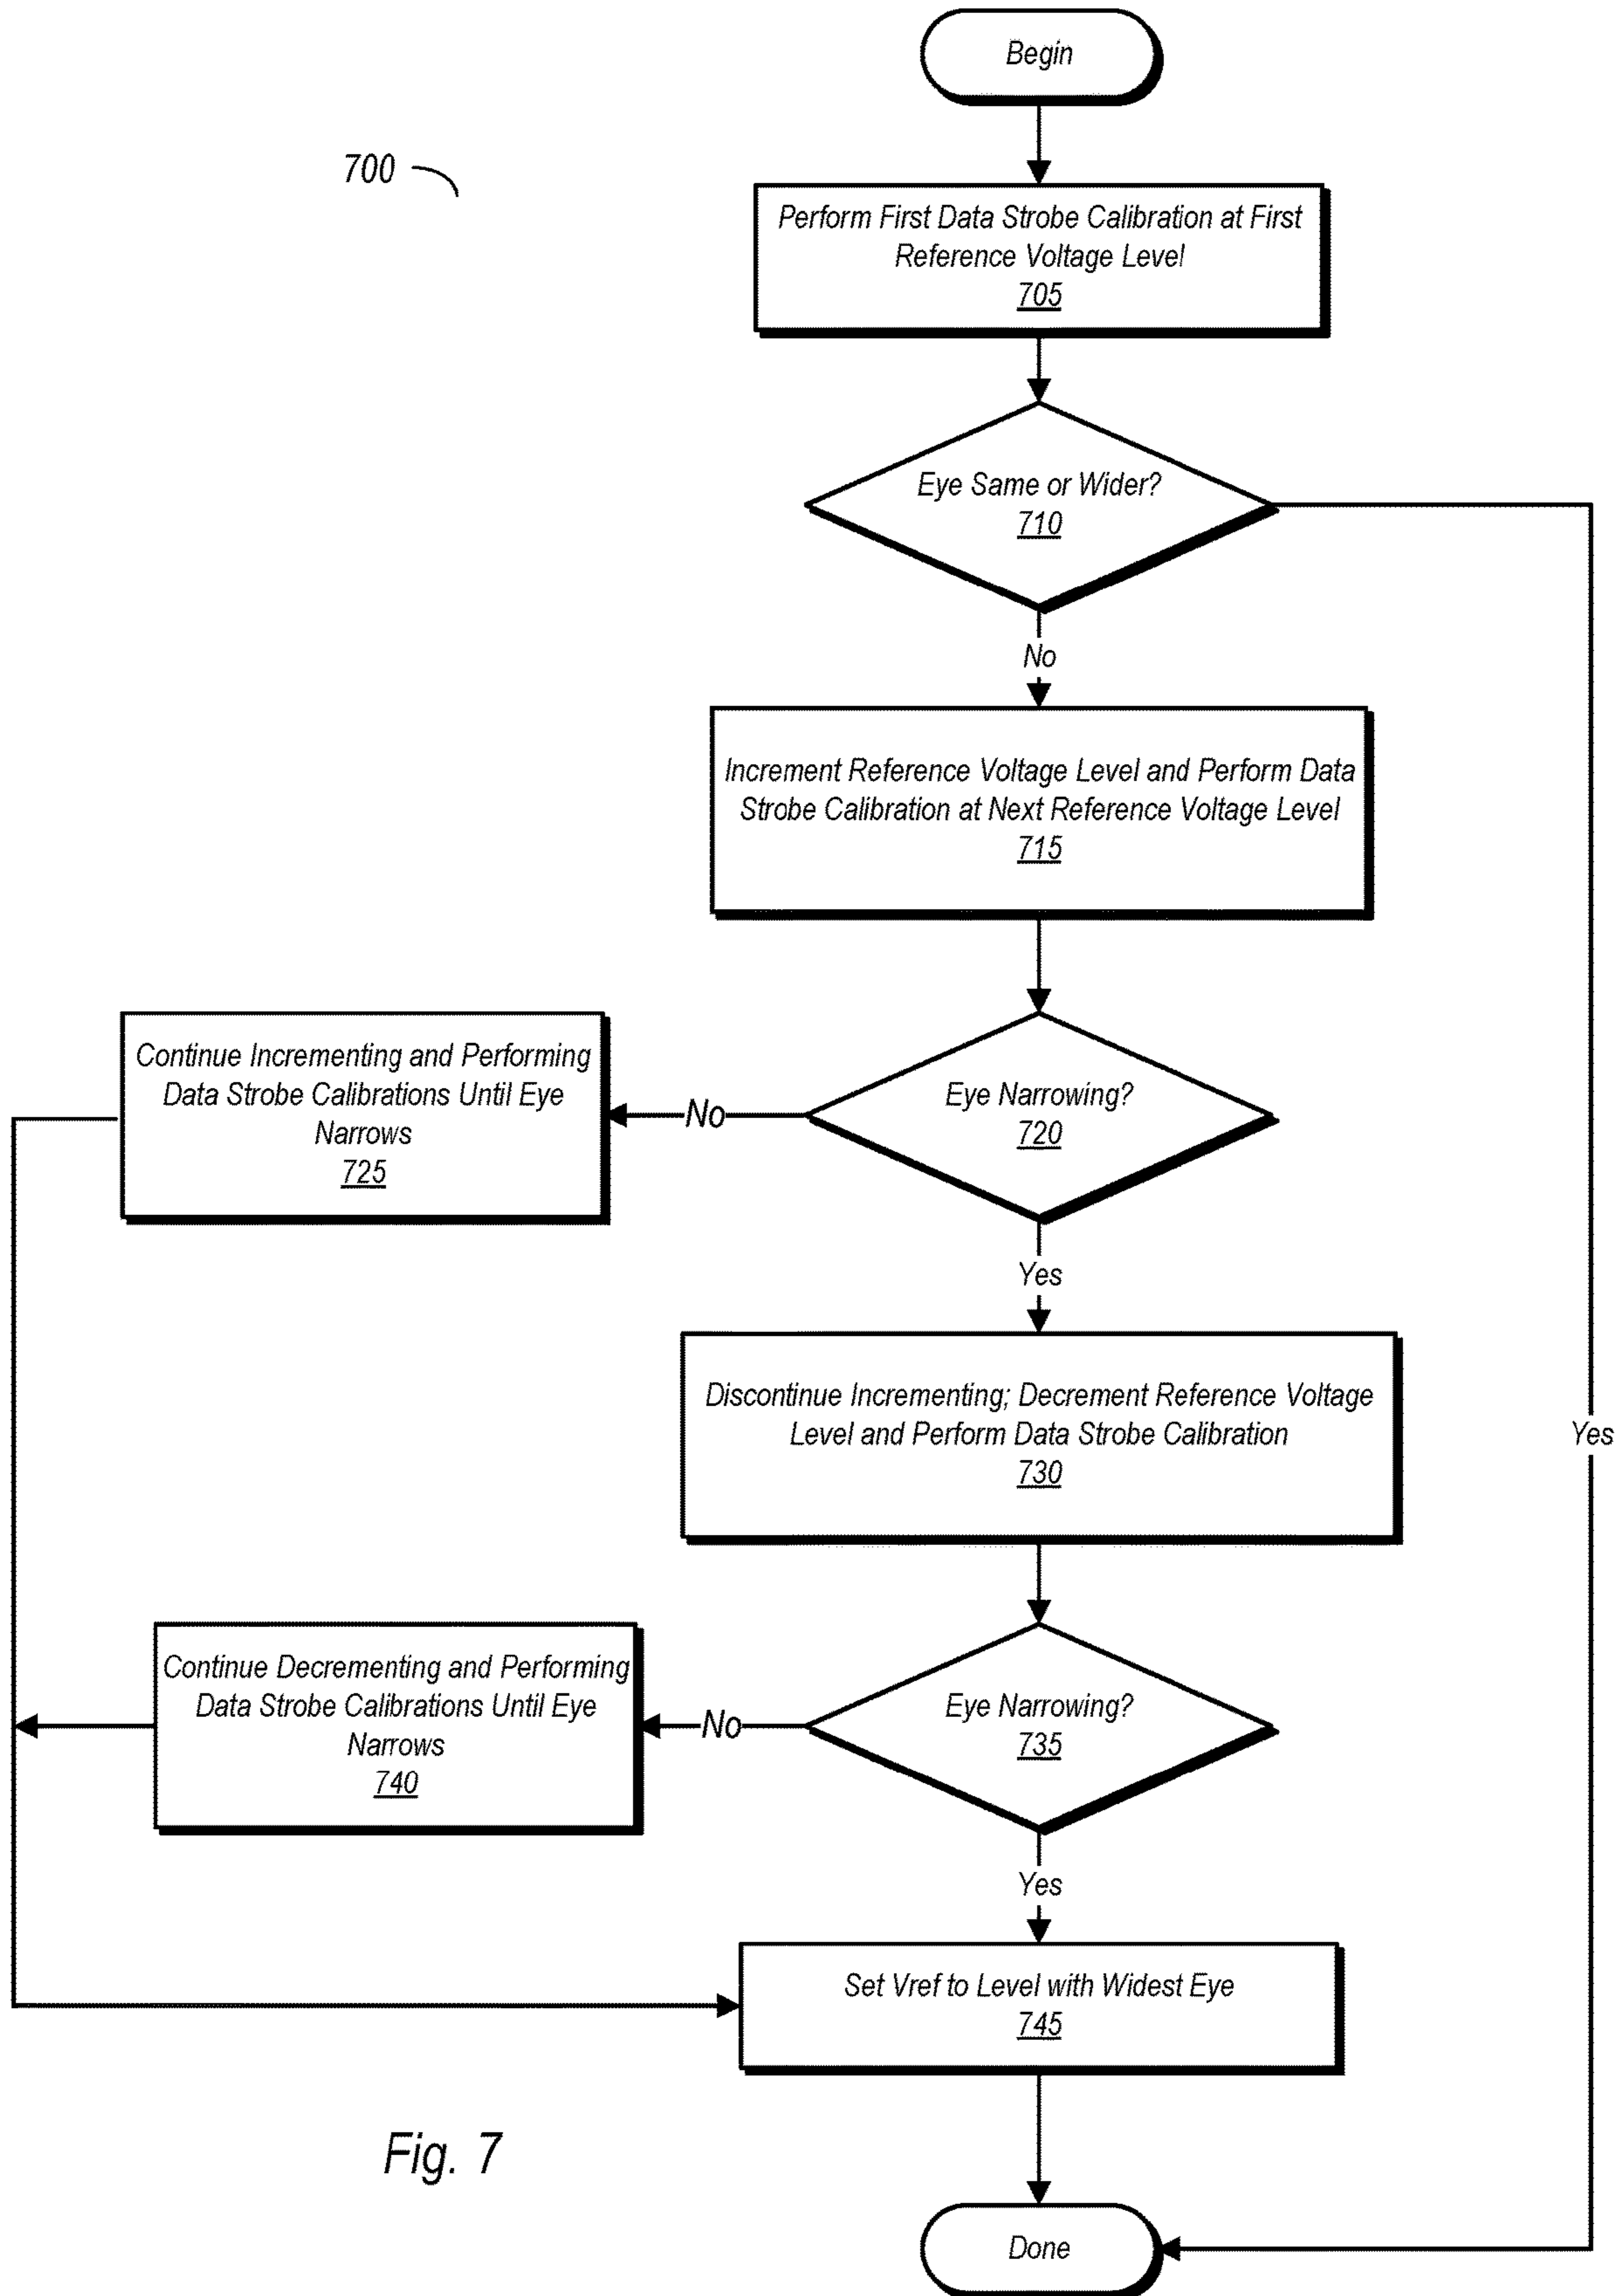 Begin
700
Perform First Data Strobe Calibration at First
Reference Voltage Level
705
Eye Same or Wider?
710
No
Increment Reference Voltage Level and Perform Data
Strobe Calibration at Next Reference Voltage Level
715
Continue Incrementing and Performing
Data Strobe Calibrations Until Eye
Narrows
725
No
Eye Narrowing?
720
Yes
Discontinue Incrementing; Decrement Reference Voltage
Level and Perform Data Strobe Calibration
730
Yes
Continue Decrementing and Performing
Data Strobe Calibrations Until Eye
Narrows
740
No
Eye Narrowing?
735
Yes
Set Vref to Level with Widest Eye
745
Fig. 7
Done